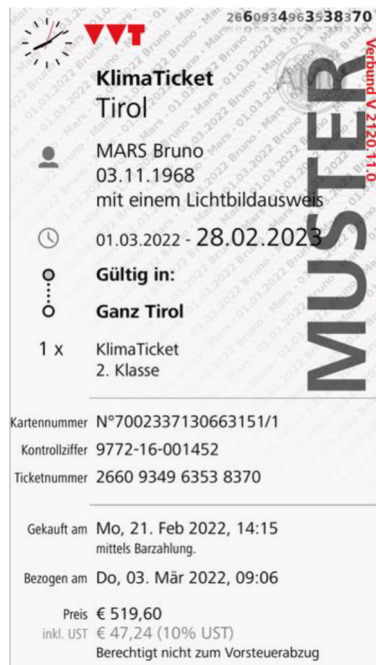 2660934963538370
VVT
KlimaTicket
Tirol
MARS Bruno
03.11.1968
mit einem Lichtbildausweis
01.03.2022 - 28.02.2023
Gültig in:
Ganz Tirol
1 x KlimaTicket
2. Klasse
MUSTER
Verbund V 2120.11.0
Kartennummer N°7002337130663151/1
Kontrollziffer 9772-16-001452
Ticketnummer 2660 9349 6353 8370
Gekauft am Mo, 21. Feb 2022, 14:15
mittels Barzahlung.
Bezogen am Do, 03. Mär 2022, 09:06
Preis € 519,60
inkl. UST € 47,24 (10% UST)
Berechtigt nicht zum Vorsteuerabzug